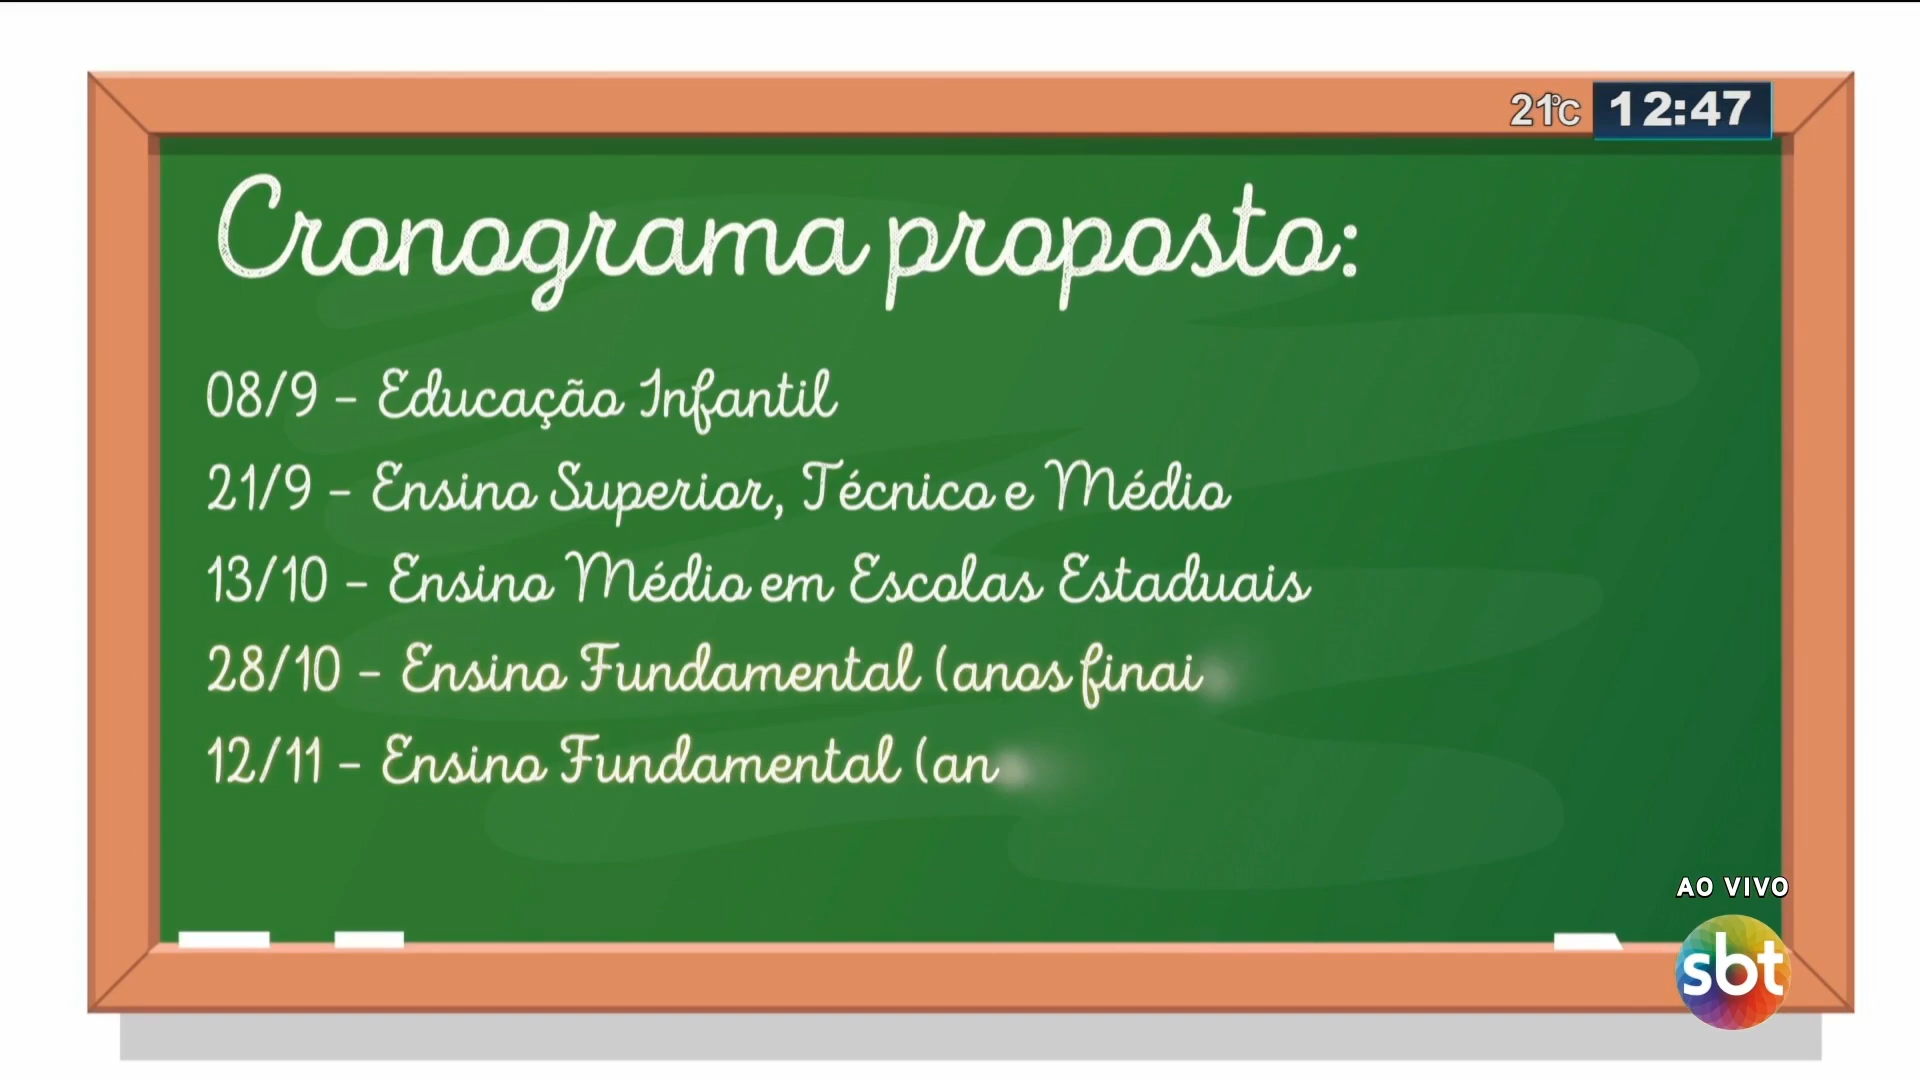 21°C 12:47
Cronograma proposto:
08/9 – Educação Infantil
21/9 – Ensino Superior, Técnico e Médio
13/10 – Ensino Médio em Escolas Estaduais
28/10 – Ensino Fundamental (anos finai
12/11 – Ensino Fundamental (an
AO VIVO
sbt